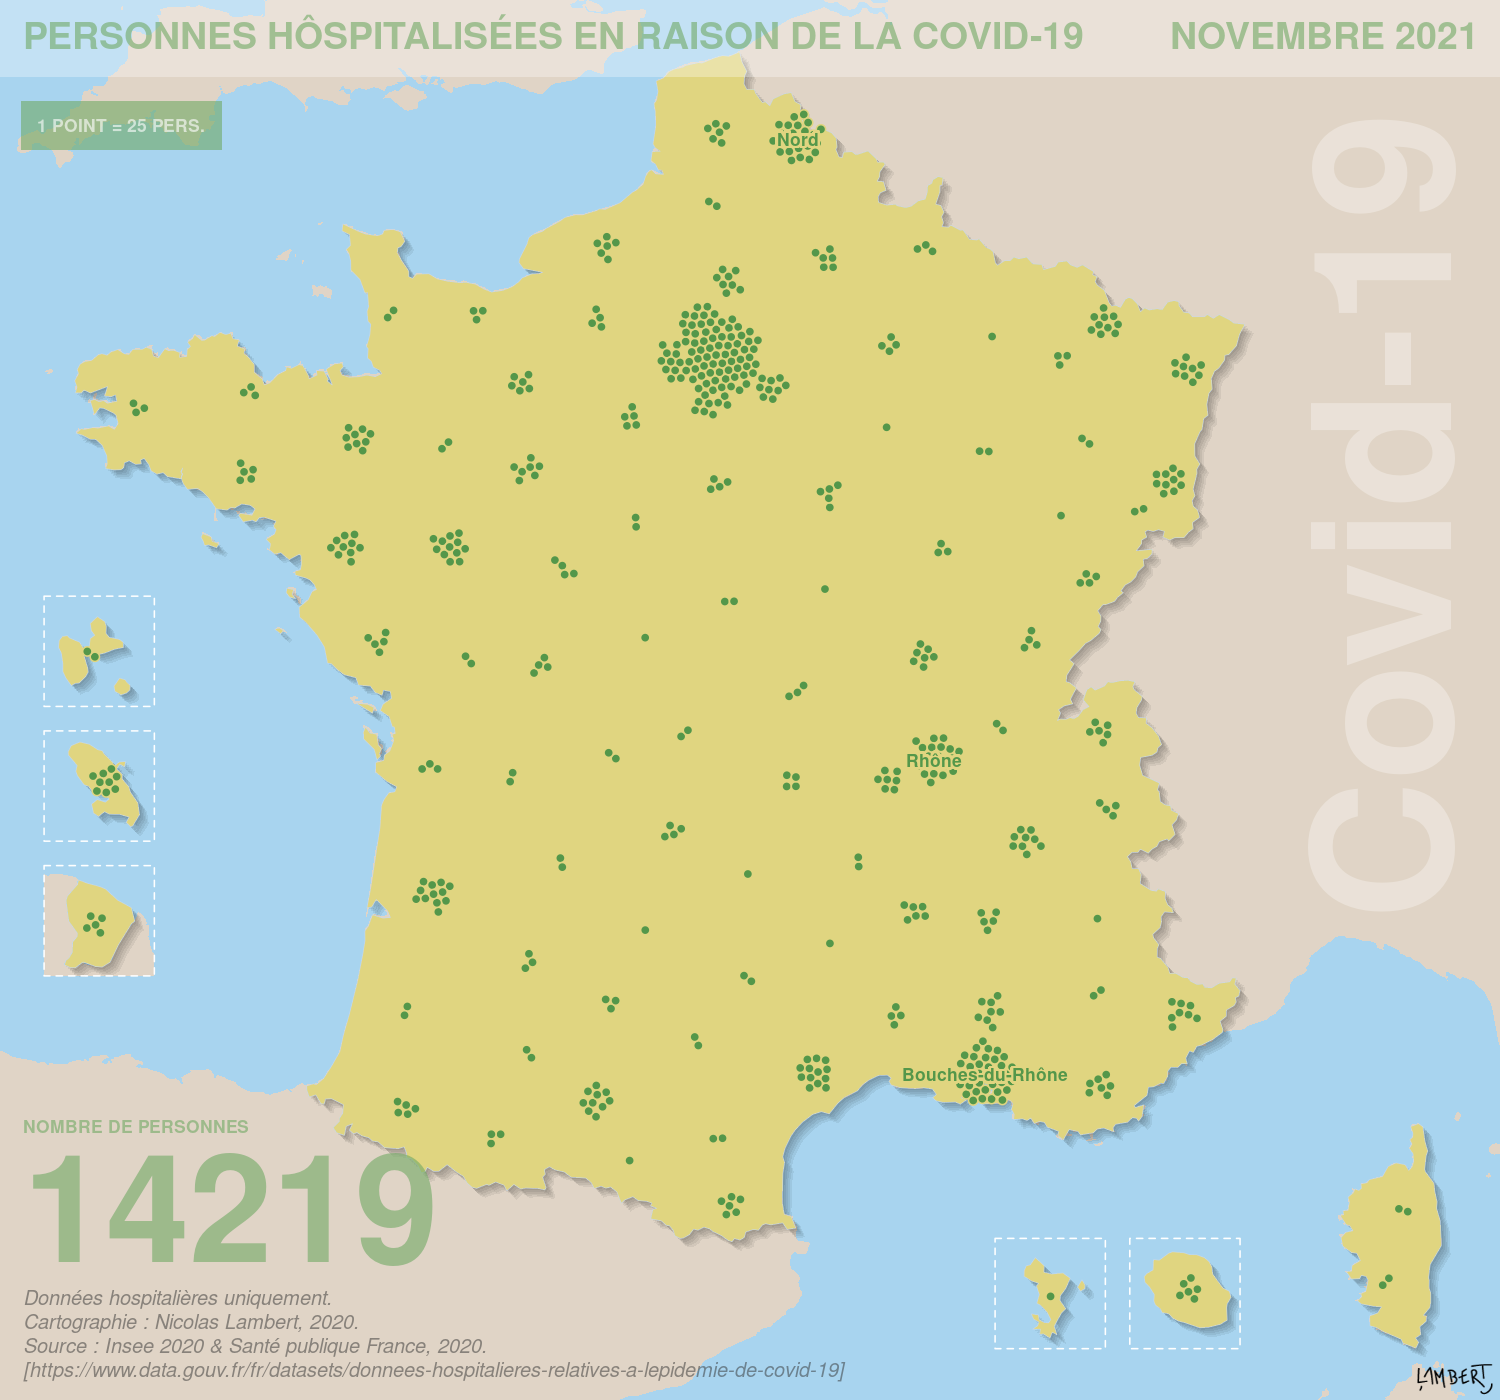 PERSONNES HÔSPITALISÉES EN RAISON DE LA COVID-19 NOVEMBRE 2021
1 POINT = 25 PERS.
Nord
Covid-19
Rhône
Bouches-du-Rhône
NOMBRE DE PERSONNES
14219
Données hospitalières uniquement.
Cartographie : Nicolas Lambert, 2020.
Source : Insee 2020 & Santé publique France, 2020.
[https://www.data.gouv.fr/fr/datasets/donnees-hospitalieres-relatives-a-lepidemie-de-covid-19]
LAMBERT